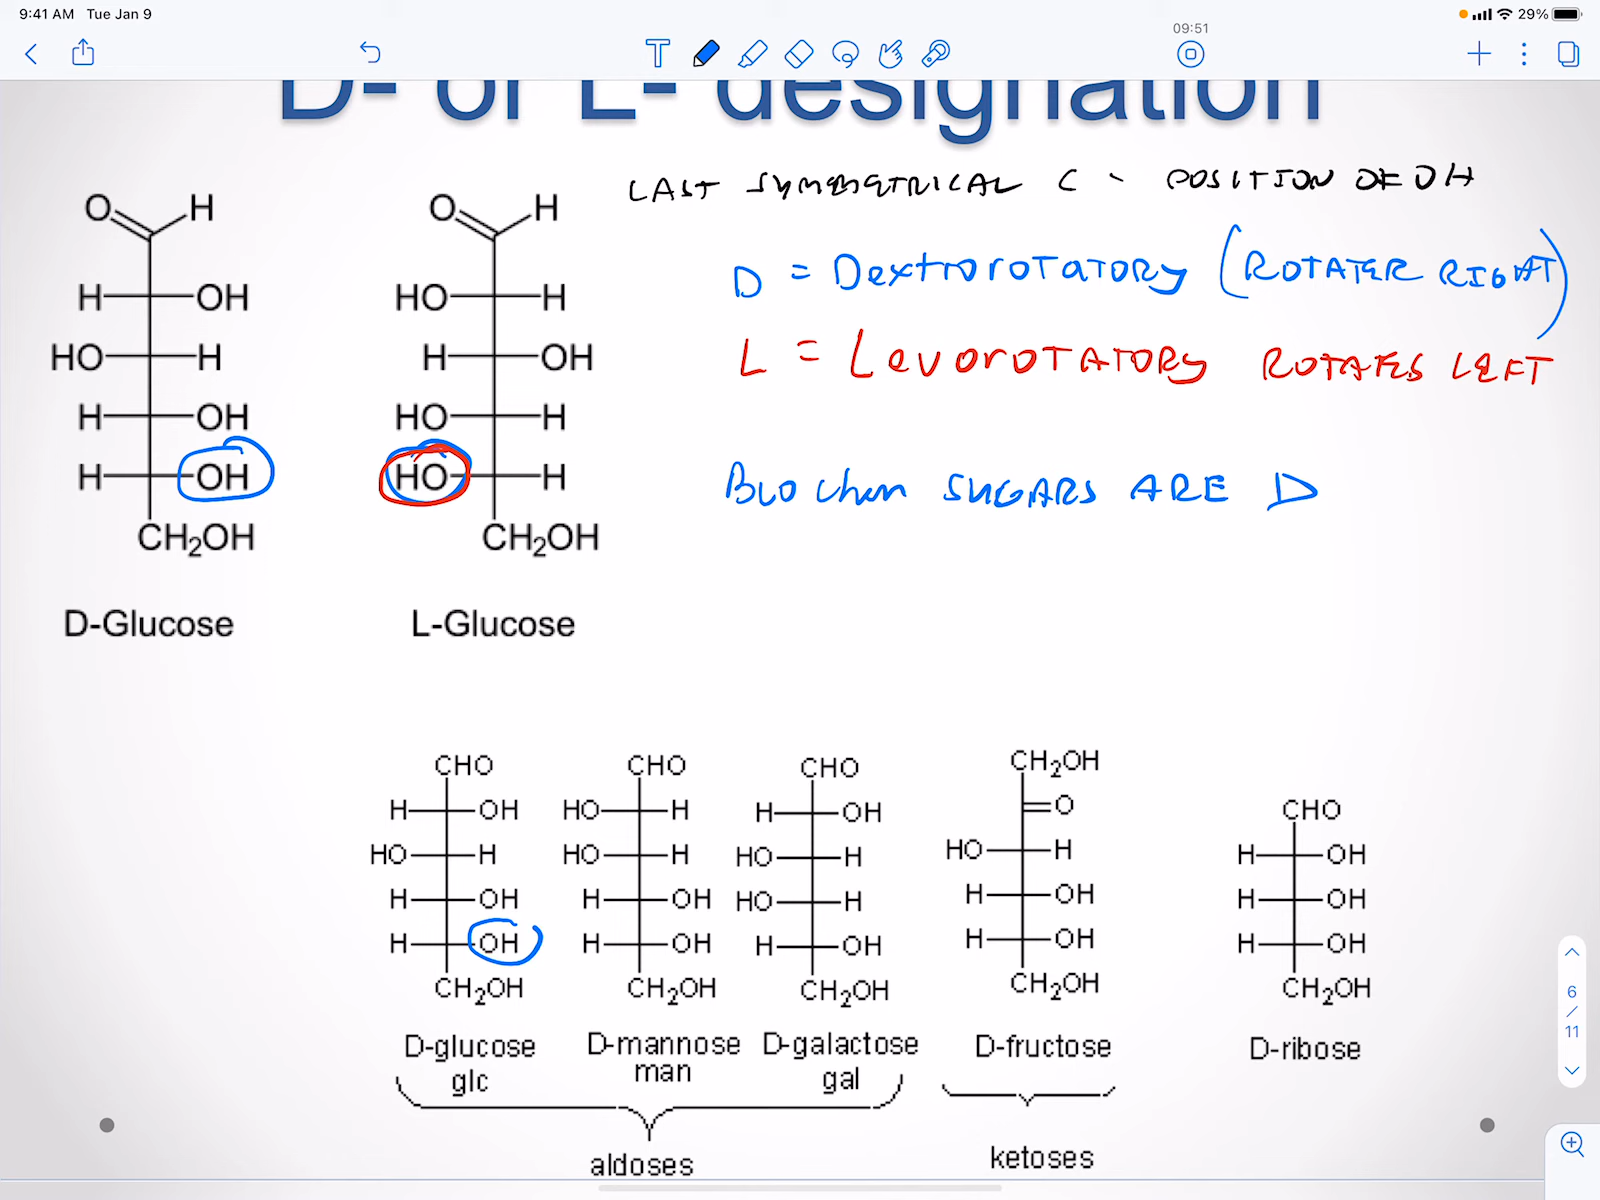 9:41 AM Tue Jan 9
29%
09:51
T
D- or L- designation
LAST SYMMETRICAL C - POSITION OF OH
D = Dextrorotatory (ROTATER RIGHT)
L = Levorotatory ROTATES LEFT
Biochem SUGARS ARE D
O H
H OH
HO H
H OH
H OH
CH₂OH
D-Glucose
O H
HO H
H OH
HO H
HO H
CH₂OH
L-Glucose
CHO
H OH
HO H
H OH
H OH
CH₂OH
D-glucose
glc
CHO
HO H
HO H
H OH
H OH
CH₂OH
D-mannose
man
CHO
H OH
HO H
HO H
H OH
CH₂OH
D-galactose
gal
aldoses
CH₂OH
=O
HO H
H OH
H OH
CH₂OH
D-fructose
ketoses
CHO
H OH
H OH
H OH
CH₂OH
D-ribose
6
/
11